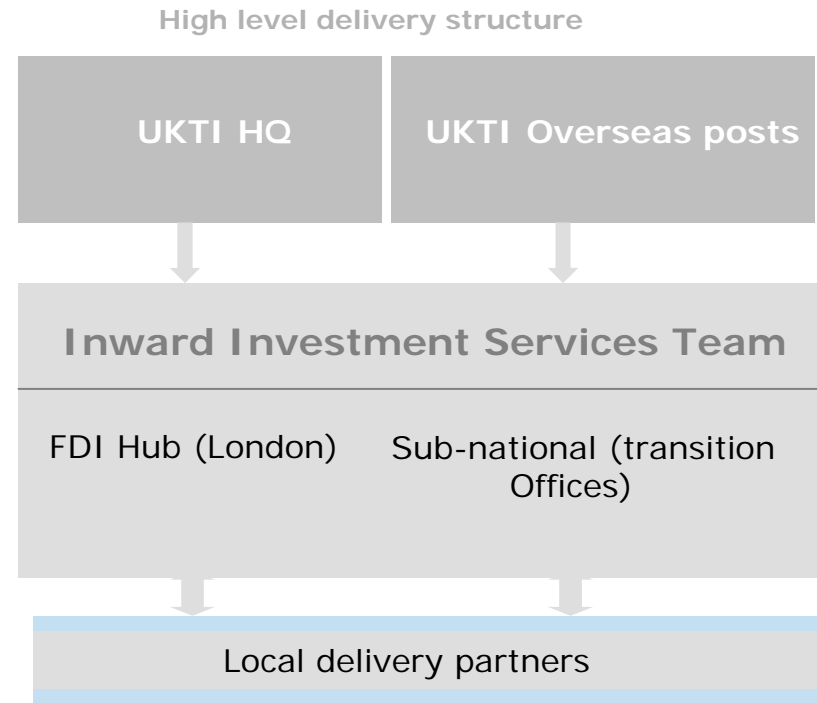 High level delivery structure
UKTI HQ
UKTI Overseas posts
Inward Investment Services Team
FDI Hub (London)
Sub-national (transition
Offices)
Local delivery partners